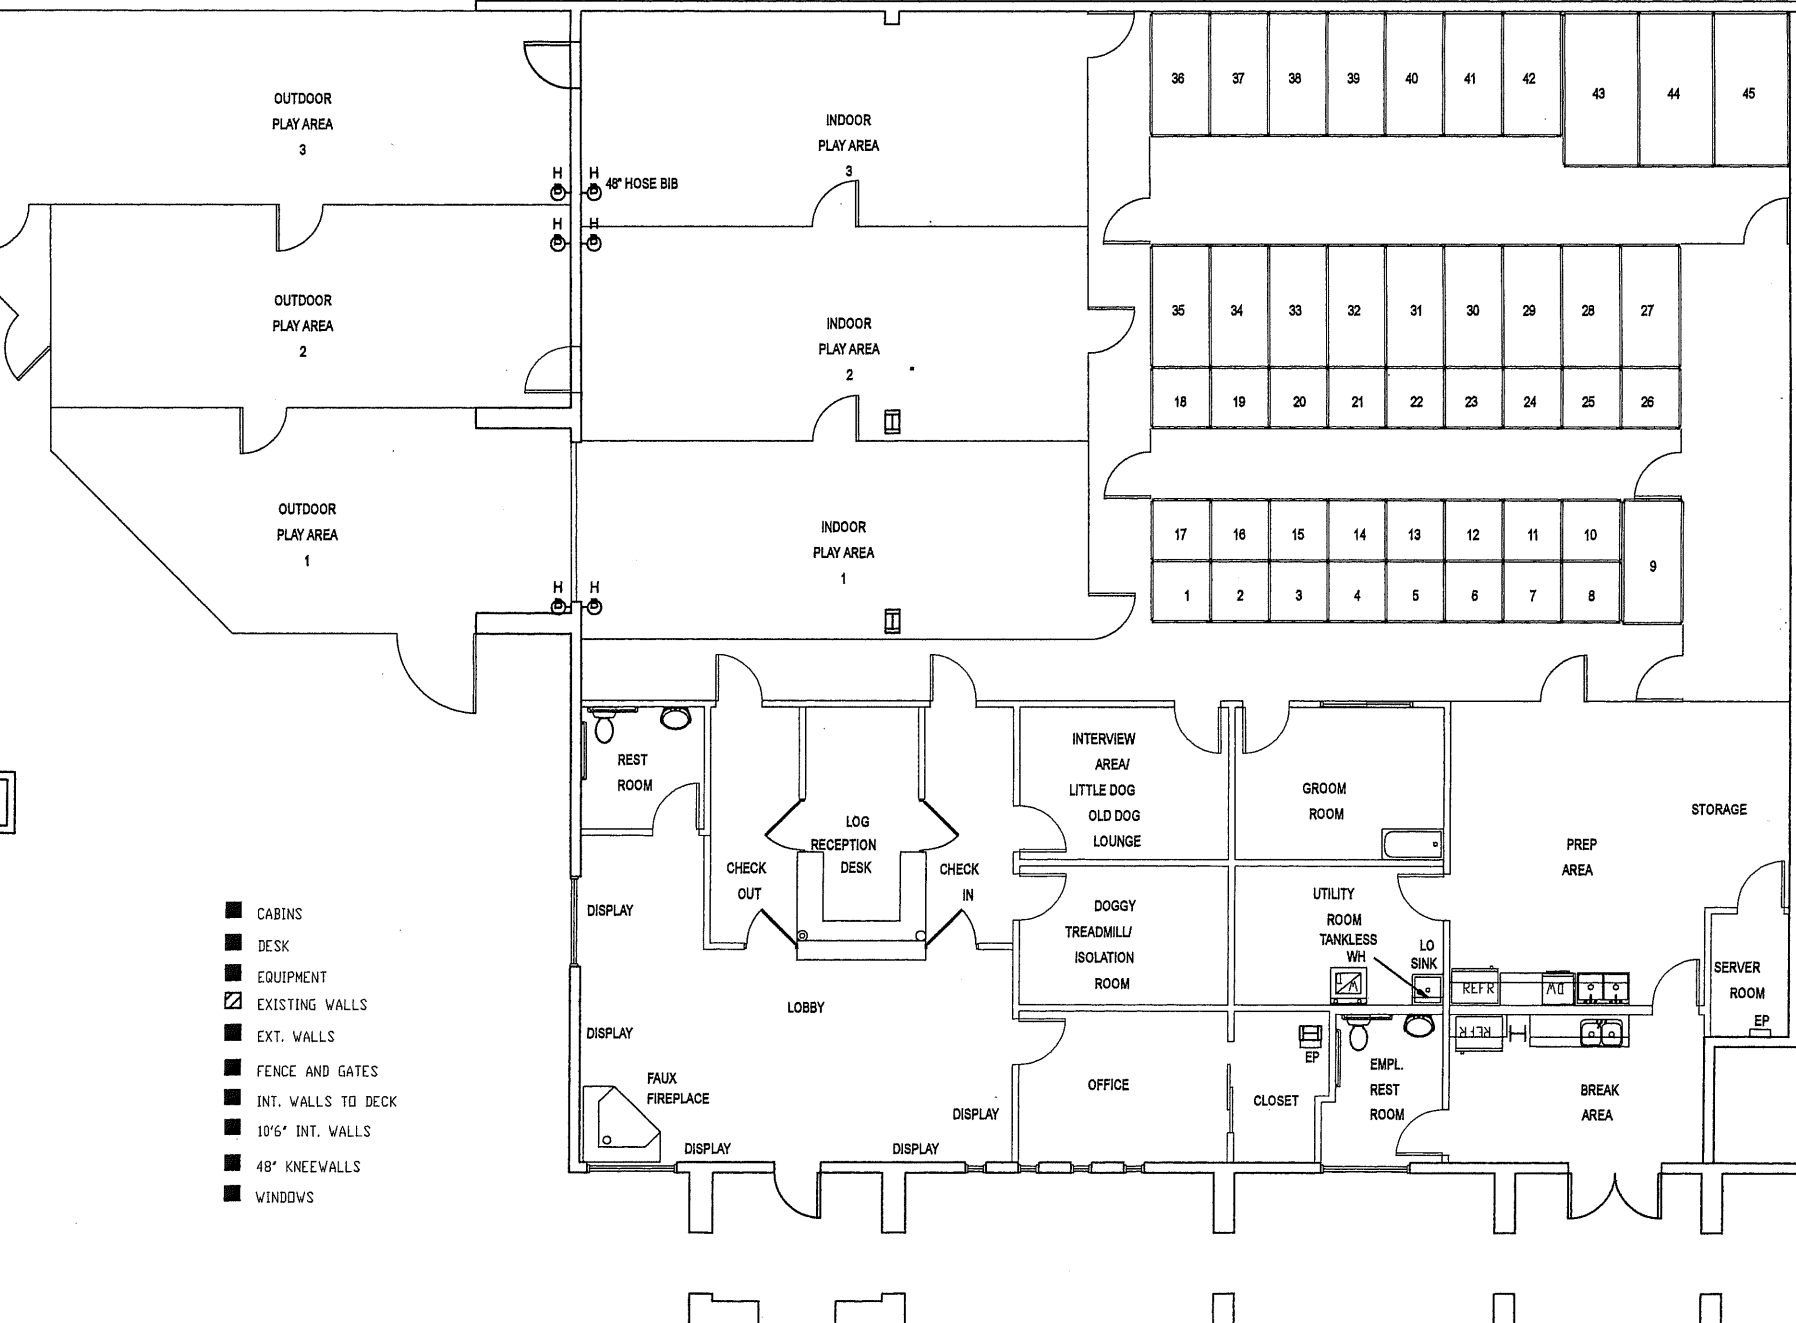 OUTDOOR
PLAY AREA
3
INDOOR
PLAY AREA
3
H H
48" HOSE BIB
H H
36 37 38 39 40 41 42 43 44 45
OUTDOOR
PLAY AREA
2
INDOOR
PLAY AREA
2
35 34 33 32 31 30 29 28 27
18 19 20 21 22 23 24 25 26
OUTDOOR
PLAY AREA
1
INDOOR
PLAY AREA
1
H H
17 16 15 14 13 12 11 10 9
1 2 3 4 5 6 7 8
REST
ROOM
LOG
RECEPTION
DESK
CHECK
OUT
CHECK
IN
INTERVIEW
AREA/
LITTLE DOG
OLD DOG
LOUNGE
GROOM
ROOM
PREP
AREA
STORAGE
DISPLAY
DOGGY
TREADMILL/
ISOLATION
ROOM
UTILITY
ROOM
TANKLESS
WH
LO
SINK
W
D
REFR
DW
SERVER
ROOM
EP
LOBBY
DISPLAY
FAUX
FIREPLACE
DISPLAY
DISPLAY
DISPLAY
OFFICE
EP
CLOSET
EMPL.
REST
ROOM
REFR
BREAK
AREA
CABINS
DESK
EQUIPMENT
EXISTING WALLS
EXT. WALLS
FENCE AND GATES
INT. WALLS TO DECK
10'6" INT. WALLS
48" KNEEWALLS
WINDOWS